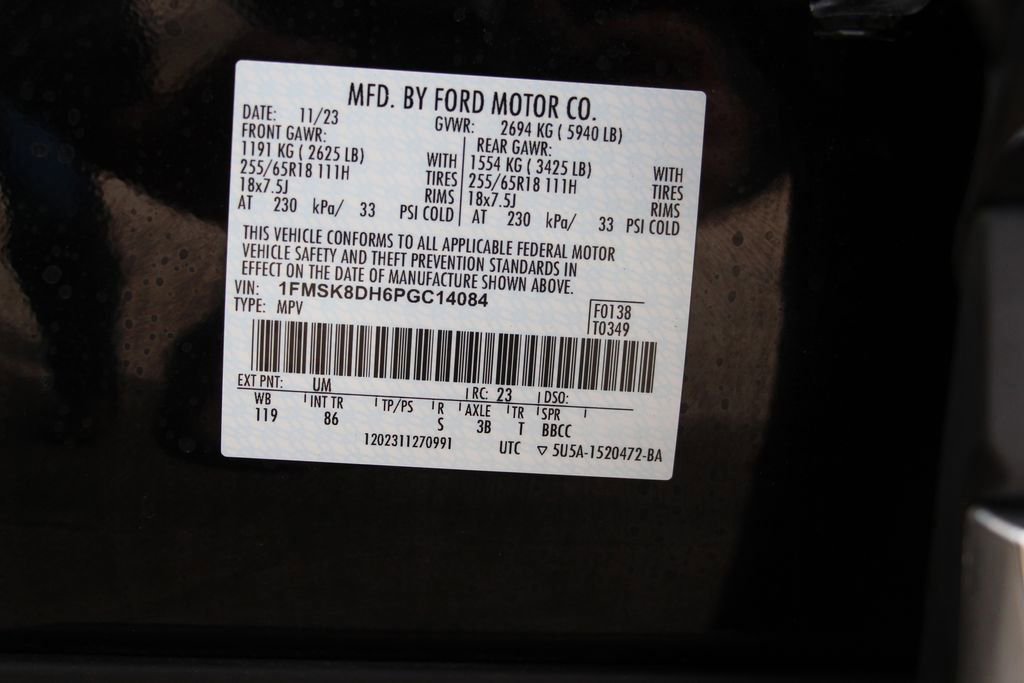 MFD. BY FORD MOTOR CO.
DATE: 11/23 GVWR: 2694 KG ( 5940 LB)
FRONT GAWR: REAR GAWR:
1191 KG ( 2625 LB) WITH 1554 KG ( 3425 LB) WITH
255/65R18 111H TIRES 255/65R18 111H TIRES
18x7.5J RIMS 18x7.5J RIMS
AT 230 kPa/ 33 PSI COLD AT 230 kPa/ 33 PSI COLD
THIS VEHICLE CONFORMS TO ALL APPLICABLE FEDERAL MOTOR
VEHICLE SAFETY AND THEFT PREVENTION STANDARDS IN
EFFECT ON THE DATE OF MANUFACTURE SHOWN ABOVE.
VIN: 1FMSK8DH6PGC14084
TYPE: MPV F0138
T0349
EXT PNT: UM RC: 23 DSO:
WB INT TR TP/PS R AXLE TR SPR
119 86 S 3B T BBCC
1202311270991 UTC ▽ 5U5A-1520472-BA